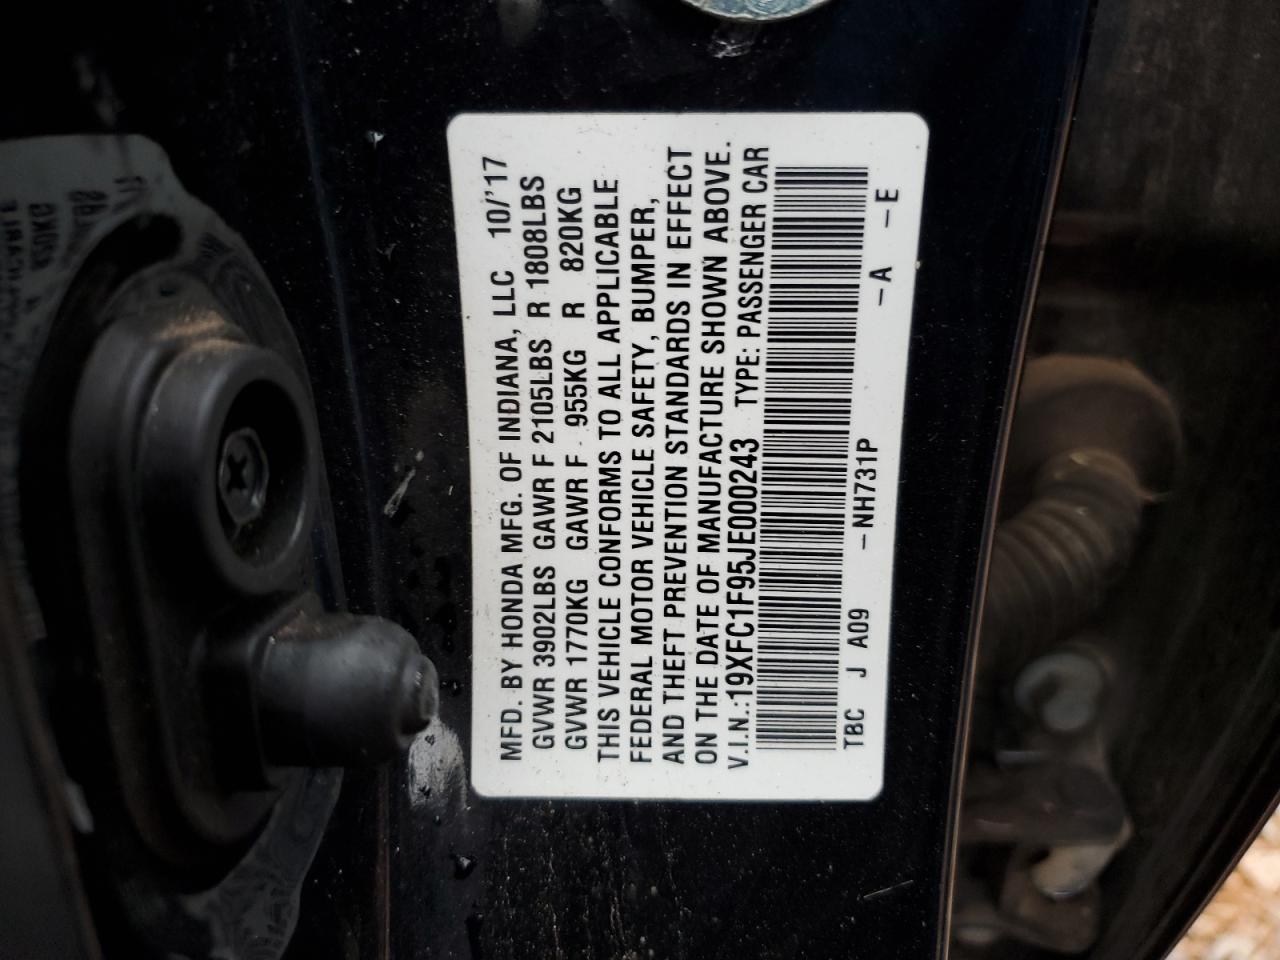 MFD. BY HONDA MFG. OF INDIANA, LLC 10/'17
GVWR 3902LBS GAWR F 2105LBS R 1808LBS
GVWR 1770KG GAWR F 955KG R 820KG
THIS VEHICLE CONFORMS TO ALL APPLICABLE
FEDERAL MOTOR VEHICLE SAFETY, BUMPER,
AND THEFT PREVENTION STANDARDS IN EFFECT
ON THE DATE OF MANUFACTURE SHOWN ABOVE.
V.I.N.:19XFC1F95JE000243 TYPE: PASSENGER CAR
TBC J A09 -NH731P -A -E